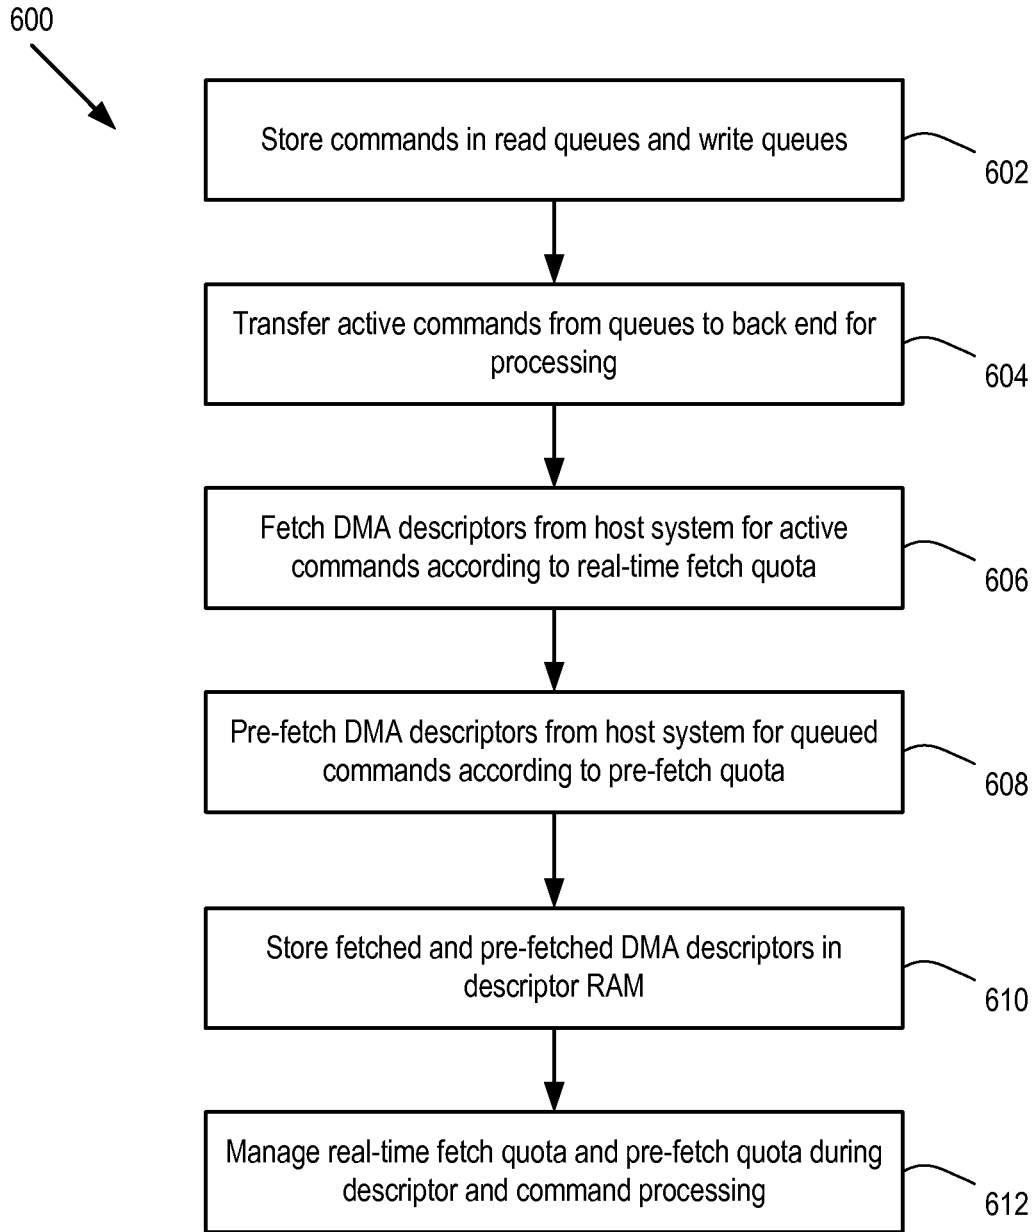 600
Store commands in read queues and write queues
602
Transfer active commands from queues to back end for
processing
604
Fetch DMA descriptors from host system for active
commands according to real-time fetch quota
606
Pre-fetch DMA descriptors from host system for queued
commands according to pre-fetch quota
608
Store fetched and pre-fetched DMA descriptors in
descriptor RAM
610
Manage real-time fetch quota and pre-fetch quota during
descriptor and command processing
612